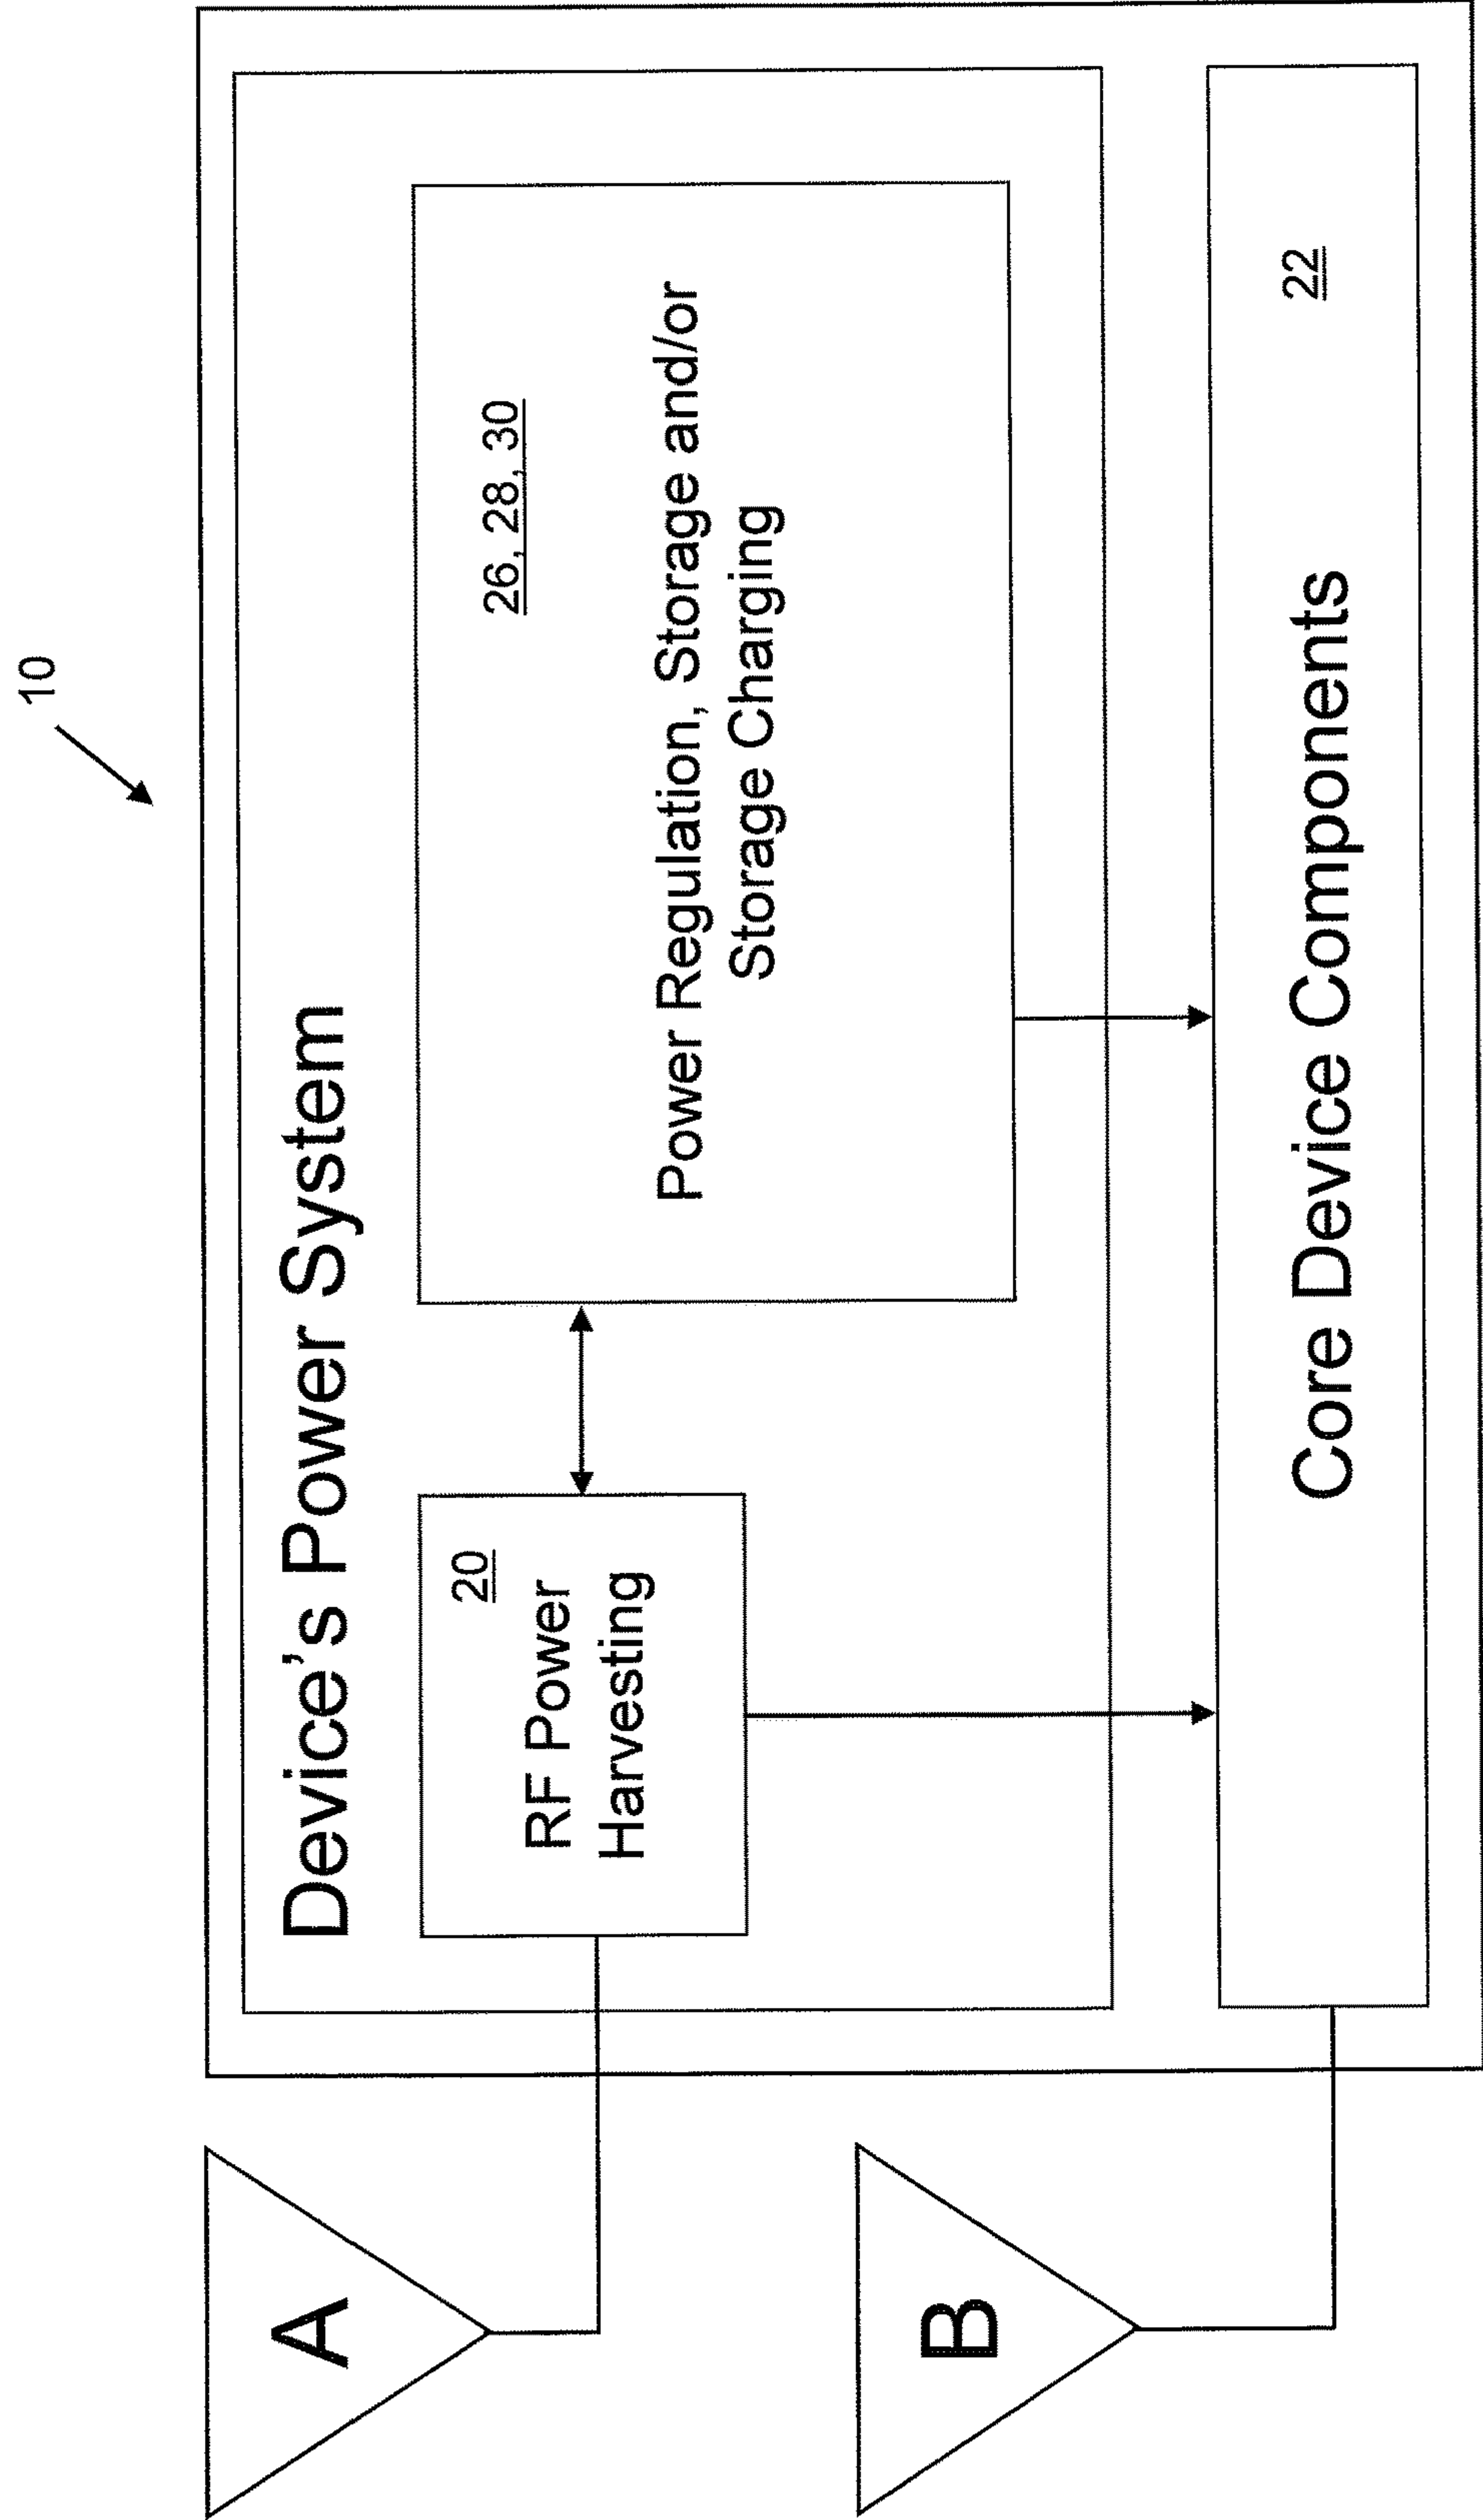 10
Device's Power System
A
20
RF Power
Harvesting
26, 28, 30
Power Regulation, Storage and/or
Storage Charging
B
22
Core Device Components